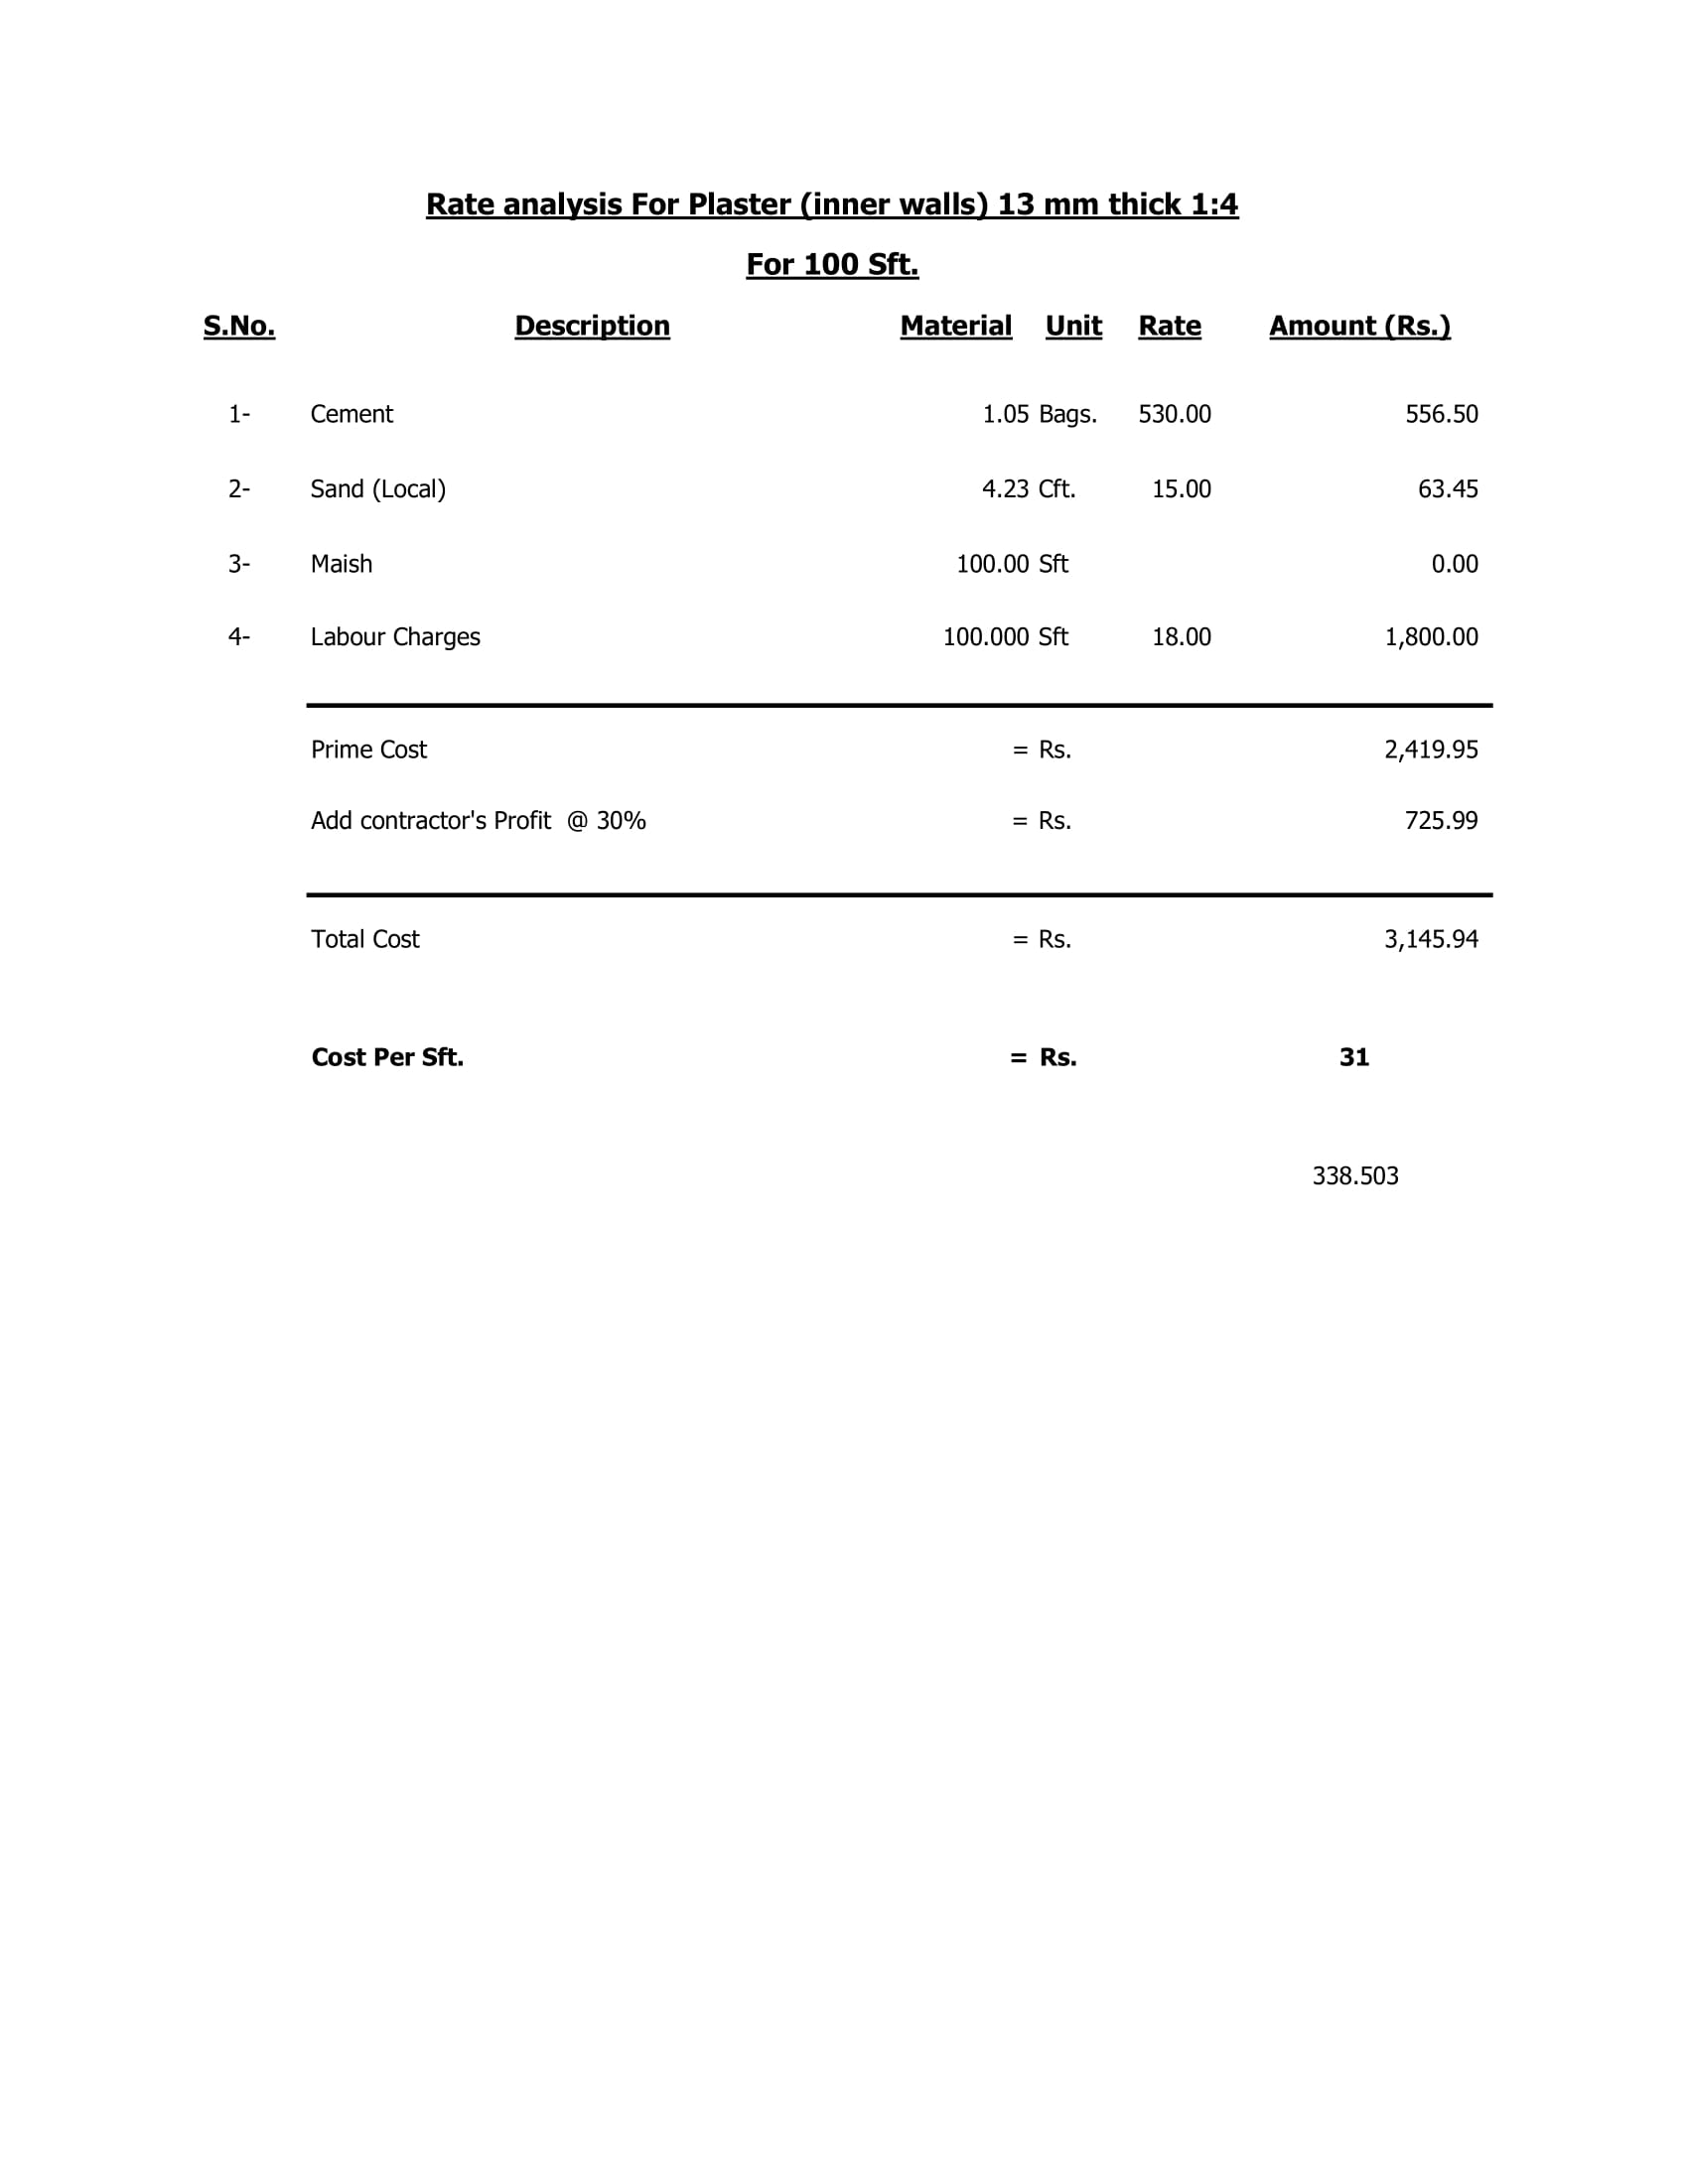 Rate analysis For Plaster (inner walls) 13 mm thick 1:4
For 100 Sft.
S.No. Description Material Unit Rate Amount (Rs.)
1- Cement 1.05 Bags. 530.00 556.50
2- Sand (Local) 4.23 Cft. 15.00 63.45
3- Maish 100.00 Sft 0.00
4- Labour Charges 100.000 Sft 18.00 1,800.00
Prime Cost = Rs. 2,419.95
Add contractor's Profit @ 30% = Rs. 725.99
Total Cost = Rs. 3,145.94
Cost Per Sft. = Rs. 31
338.503